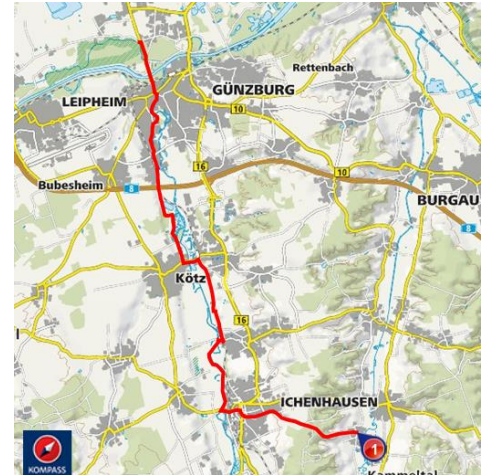 Rettenbach
GÜNZBURG
LEIPHEIM
10
16
10
Bubesheim
8
BURGAU
8
Kötz
16
ICHENHAUSEN
1
KOMPASS